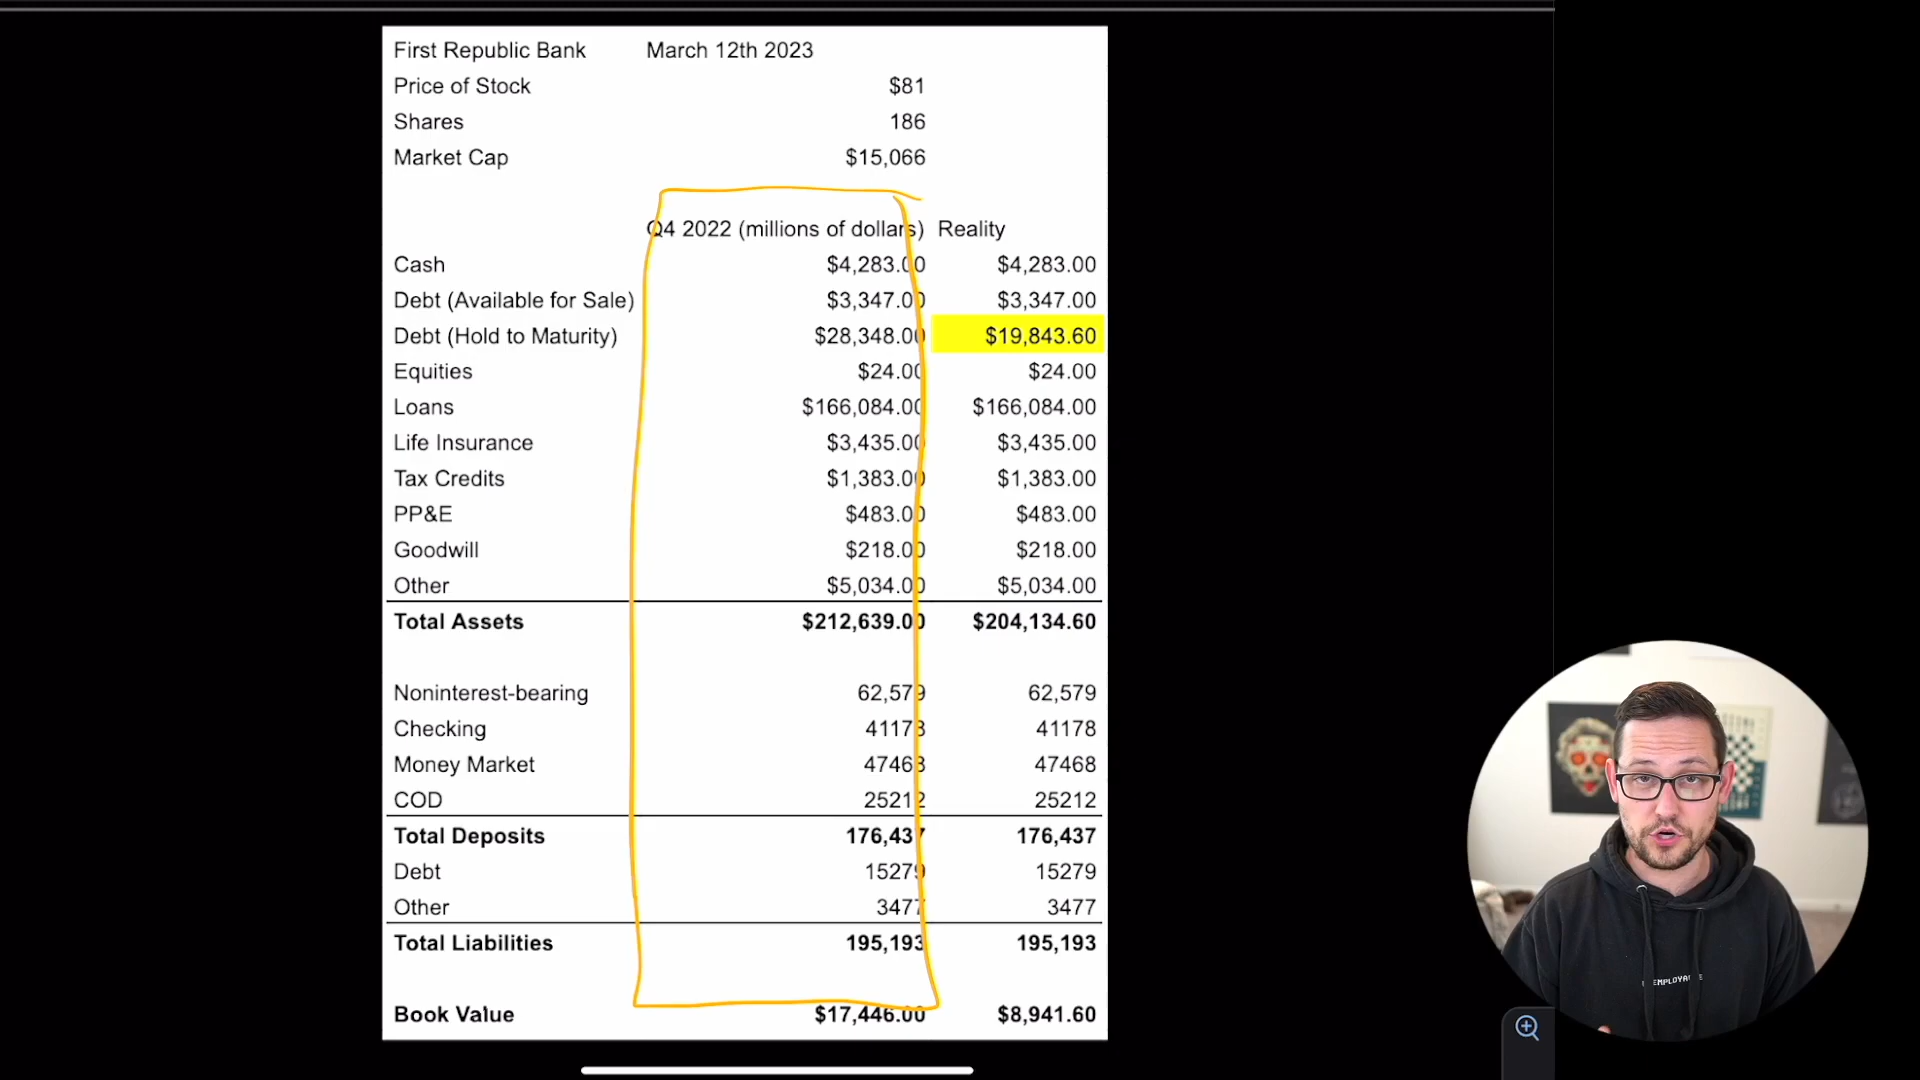 First Republic Bank March 12th 2023
Price of Stock $81
Shares 186
Market Cap $15,066
Q4 2022 (millions of dollars) Reality
Cash $4,283.00 $4,283.00
Debt (Available for Sale) $3,347.00 $3,347.00
Debt (Hold to Maturity) $28,348.00 $19,843.60
Equities $24.00 $24.00
Loans $166,084.00 $166,084.00
Life Insurance $3,435.00 $3,435.00
Tax Credits $1,383.00 $1,383.00
PP&E $483.00 $483.00
Goodwill $218.00 $218.00
Other $5,034.00 $5,034.00
Total Assets $212,639.00 $204,134.60
Noninterest-bearing 62,579 62,579
Checking 41178 41178
Money Market 47468 47468
COD 25212 25212
Total Deposits 176,437 176,437
Debt 15279 15279
Other 3477 3477
Total Liabilities 195,193 195,193
Book Value $17,446.00 $8,941.60